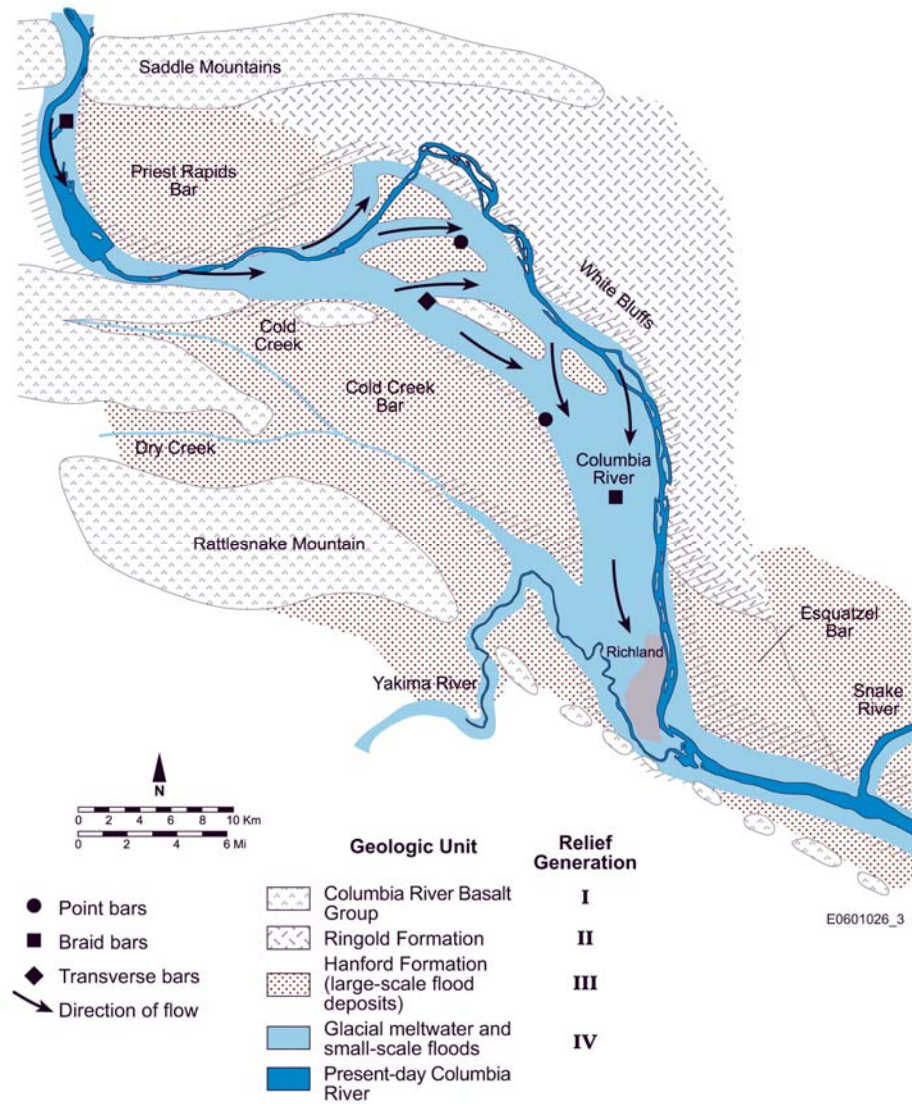 Saddle Mountains
Priest Rapids
Bar
White Bluffs
Cold
Creek
Cold Creek
Bar
Dry Creek
Columbia
River
Rattlesnake Mountain
Esquatzel
Bar
Richland
Snake
River
Yakima River
N
0 2 4 6 8 10 Km
0 2 4 6 Mi
Geologic Unit
Relief
Generation
Columbia River Basalt
Group
I
Ringold Formation
II
Hanford Formation
(large-scale flood
deposits)
III
Glacial meltwater and
small-scale floods
IV
Present-day Columbia
River
Point bars
Braid bars
Transverse bars
Direction of flow
E0601026_3